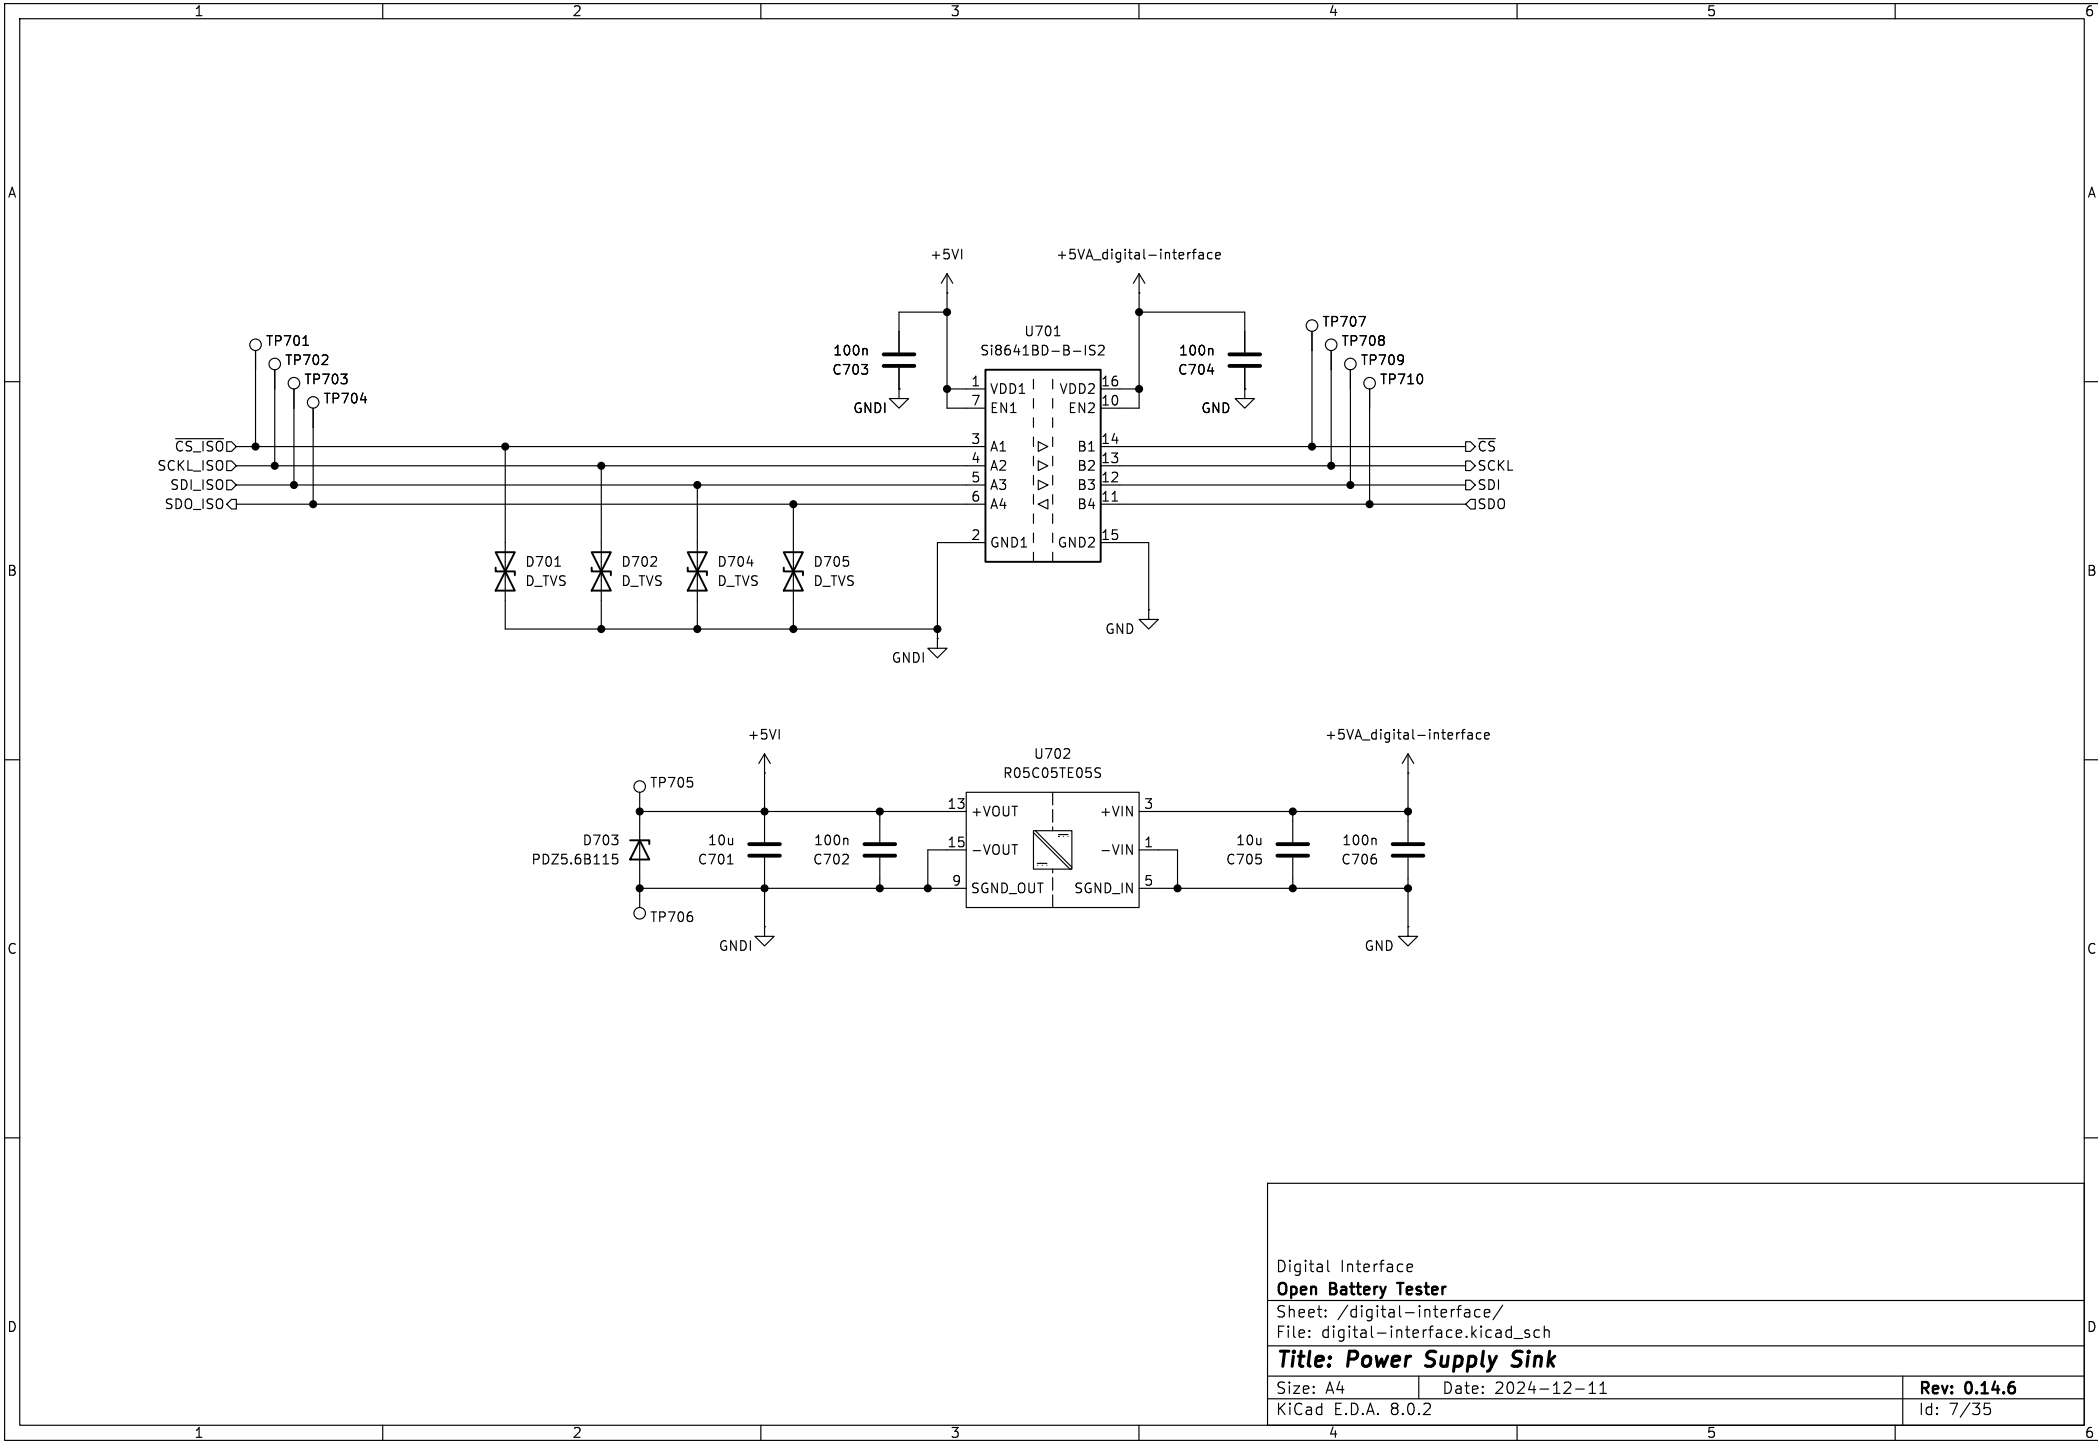 1 2 3 4 5 6
A A
+5VI +5VA_digital-interface
TP707
U701
TP701 TP708
100n Si8641BD-B-IS2 100n
TP702 TP709
C703 C704
TP703 TP710
1 VDD1 VDD2 16
TP704
GNDI 7 EN1 EN2 10 GND
CS_ISO 3 A1 B1 14 CS
SCKL_ISO 4 A2 B2 13 SCKL
SDI_ISO 5 A3 B3 12 SDI
SDO_ISO 6 A4 B4 11 SDO
2 GND1 GND2 15
D701 D702 D704 D705
B B
D_TVS D_TVS D_TVS D_TVS
GND
GNDI
+5VI +5VA_digital-interface
U702
R05C05TE05S
TP705
13 +VOUT +VIN 3
D703 10u 100n 10u 100n
15 -VOUT -VIN 1
PDZ5.6B115 C701 C702 C705 C706
9 SGND_OUT SGND_IN 5
TP706
GNDI GND
C C
Digital Interface
Open Battery Tester
Sheet: /digital-interface/
D D
File: digital-interface.kicad_sch
Title: Power Supply Sink
Size: A4 Date: 2024-12-11 Rev: 0.14.6
KiCad E.D.A. 8.0.2 Id: 7/35
1 2 3 4 5 6